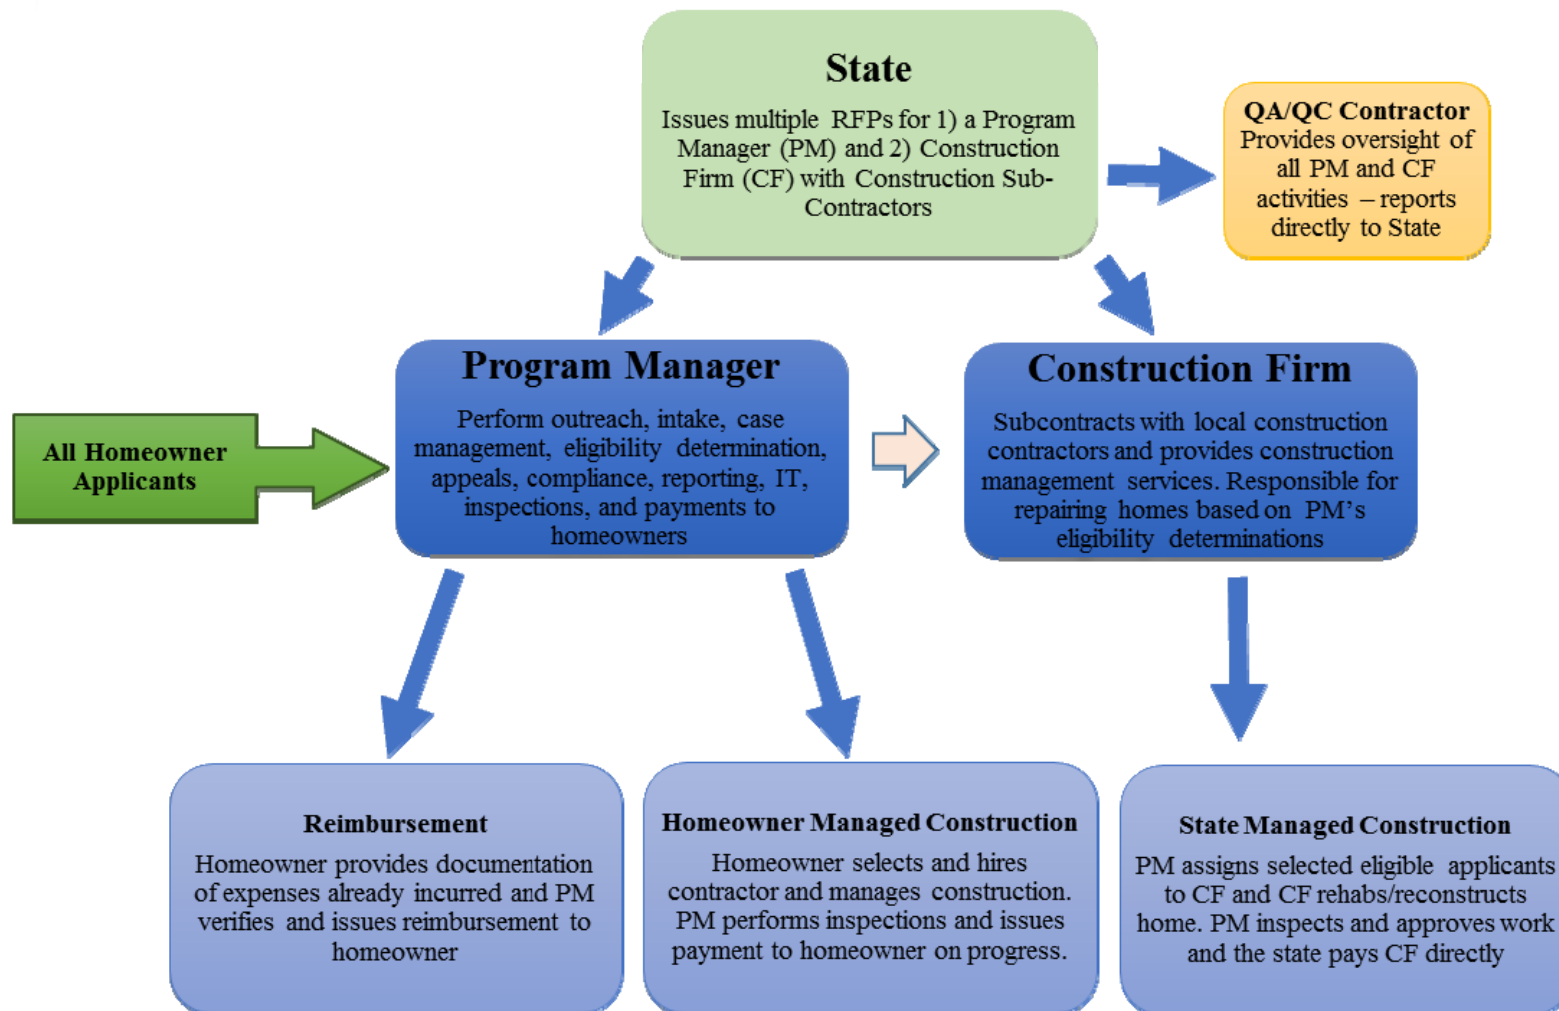 State
Issues multiple RFPs for 1) a Program
Manager (PM) and 2) Construction
Firm (CF) with Construction Sub-
Contractors
QA/QC Contractor
Provides oversight of
all PM and CF
activities – reports
directly to State
All Homeowner
Applicants
Program Manager
Perform outreach, intake, case
management, eligibility determination,
appeals, compliance, reporting, IT,
inspections, and payments to
homeowners
Construction Firm
Subcontracts with local construction
contractors and provides construction
management services. Responsible for
repairing homes based on PM’s
eligibility determinations
Reimbursement
Homeowner provides documentation
of expenses already incurred and PM
verifies and issues reimbursement to
homeowner
Homeowner Managed Construction
Homeowner selects and hires
contractor and manages construction.
PM performs inspections and issues
payment to homeowner on progress.
State Managed Construction
PM assigns selected eligible applicants
to CF and CF rehabs/reconstructs
home. PM inspects and approves work
and the state pays CF directly